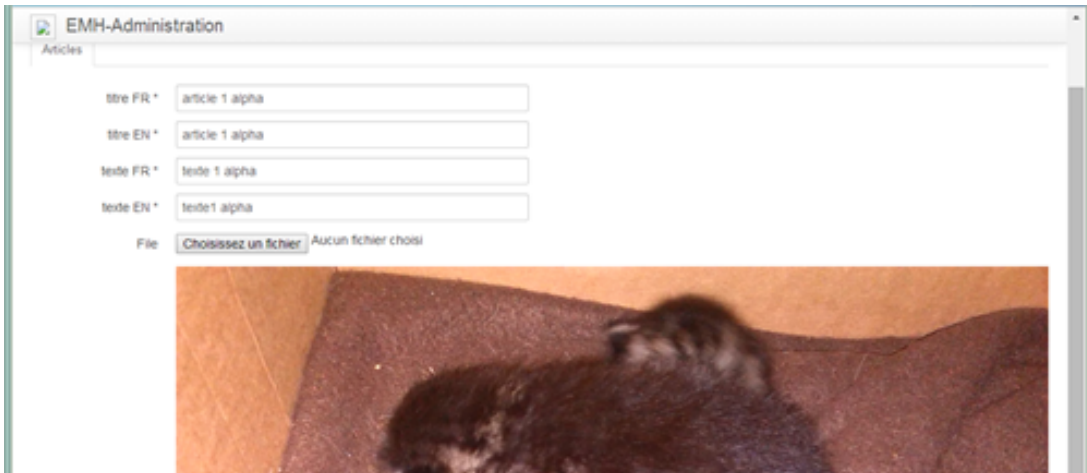 EMH-Administration
Articles
titre FR * article 1 alpha
titre EN * article 1 alpha
texte FR * texte 1 alpha
texte EN * texte1 alpha
File Choisissez un fichier Aucun fichier choisi